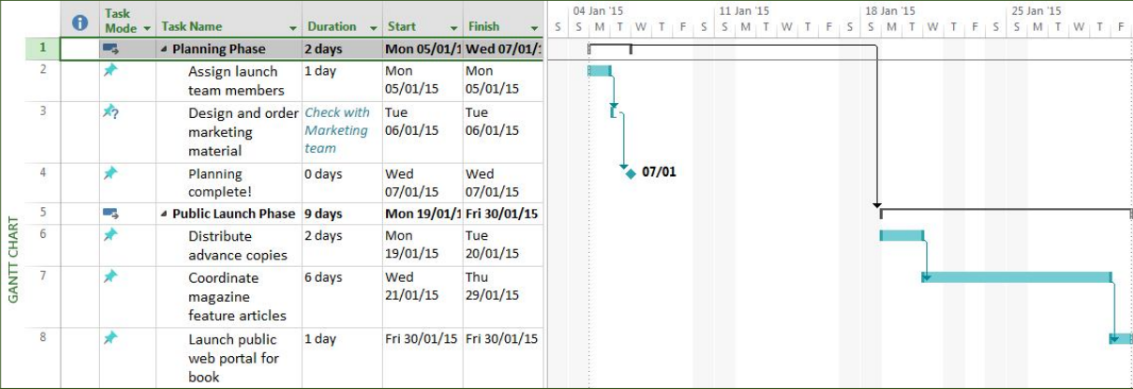 04 Jan '15 11 Jan '15 18 Jan '15 25 Jan '15
Task Mode Task Name Duration Start Finish S S M T W T F S S M T W T F S S M T W T F S S M T W T F
1 Planning Phase 2 days Mon 05/01/1 Wed 07/01/1
2 Assign launch team members 1 day Mon 05/01/15 Mon 05/01/15
3 Design and order marketing material Check with Marketing team Tue 06/01/15 Tue 06/01/15
4 Planning complete! 0 days Wed 07/01/15 Wed 07/01/15 07/01
5 Public Launch Phase 9 days Mon 19/01/1 Fri 30/01/15
6 Distribute advance copies 2 days Mon 19/01/15 Tue 20/01/15
7 Coordinate magazine feature articles 6 days Wed 21/01/15 Thu 29/01/15
8 Launch public web portal for book 1 day Fri 30/01/15 Fri 30/01/15
GANTT CHART